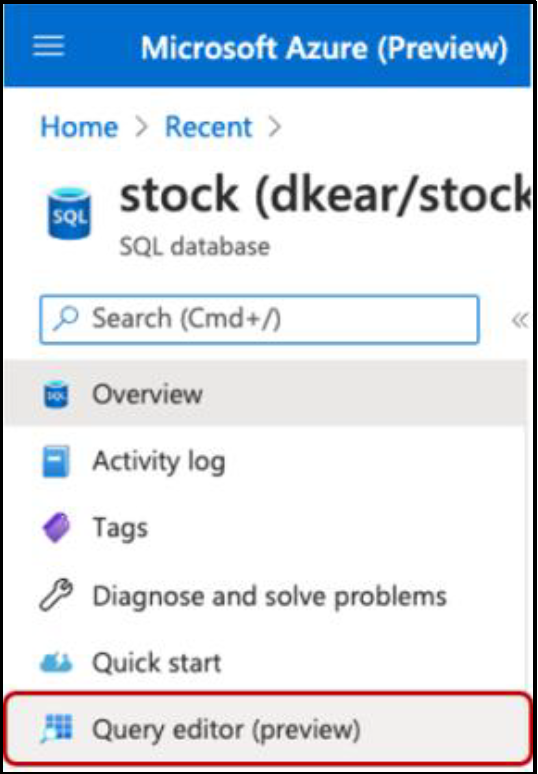 Microsoft Azure (Preview)
Home > Recent >
stock (dkear/stock
SQL
SQL database
Search (Cmd+/)
«
SQL Overview
Activity log
Tags
Diagnose and solve problems
Quick start
Query editor (preview)